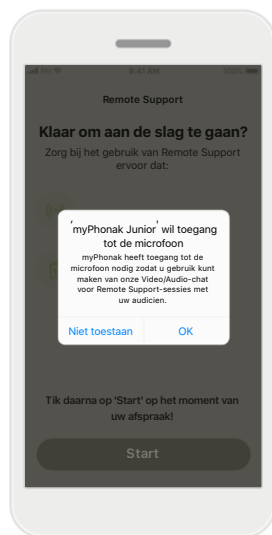 PHI 9:41 AM 100%
Remote Support
Klaar om aan de slag te gaan?
Zorg bij het gebruik van Remote Support
ervoor dat:
'myPhonak Junior' wil toegang
tot de microfoon
myPhonak heeft toegang tot de
microfoon nodig zodat u gebruik kunt
maken van onze Video/Audio-chat
voor Remote Support-sessies met
uw audicien.
Niet toestaan OK
Tik daarna op 'Start' op het moment van
uw afspraak!
Start